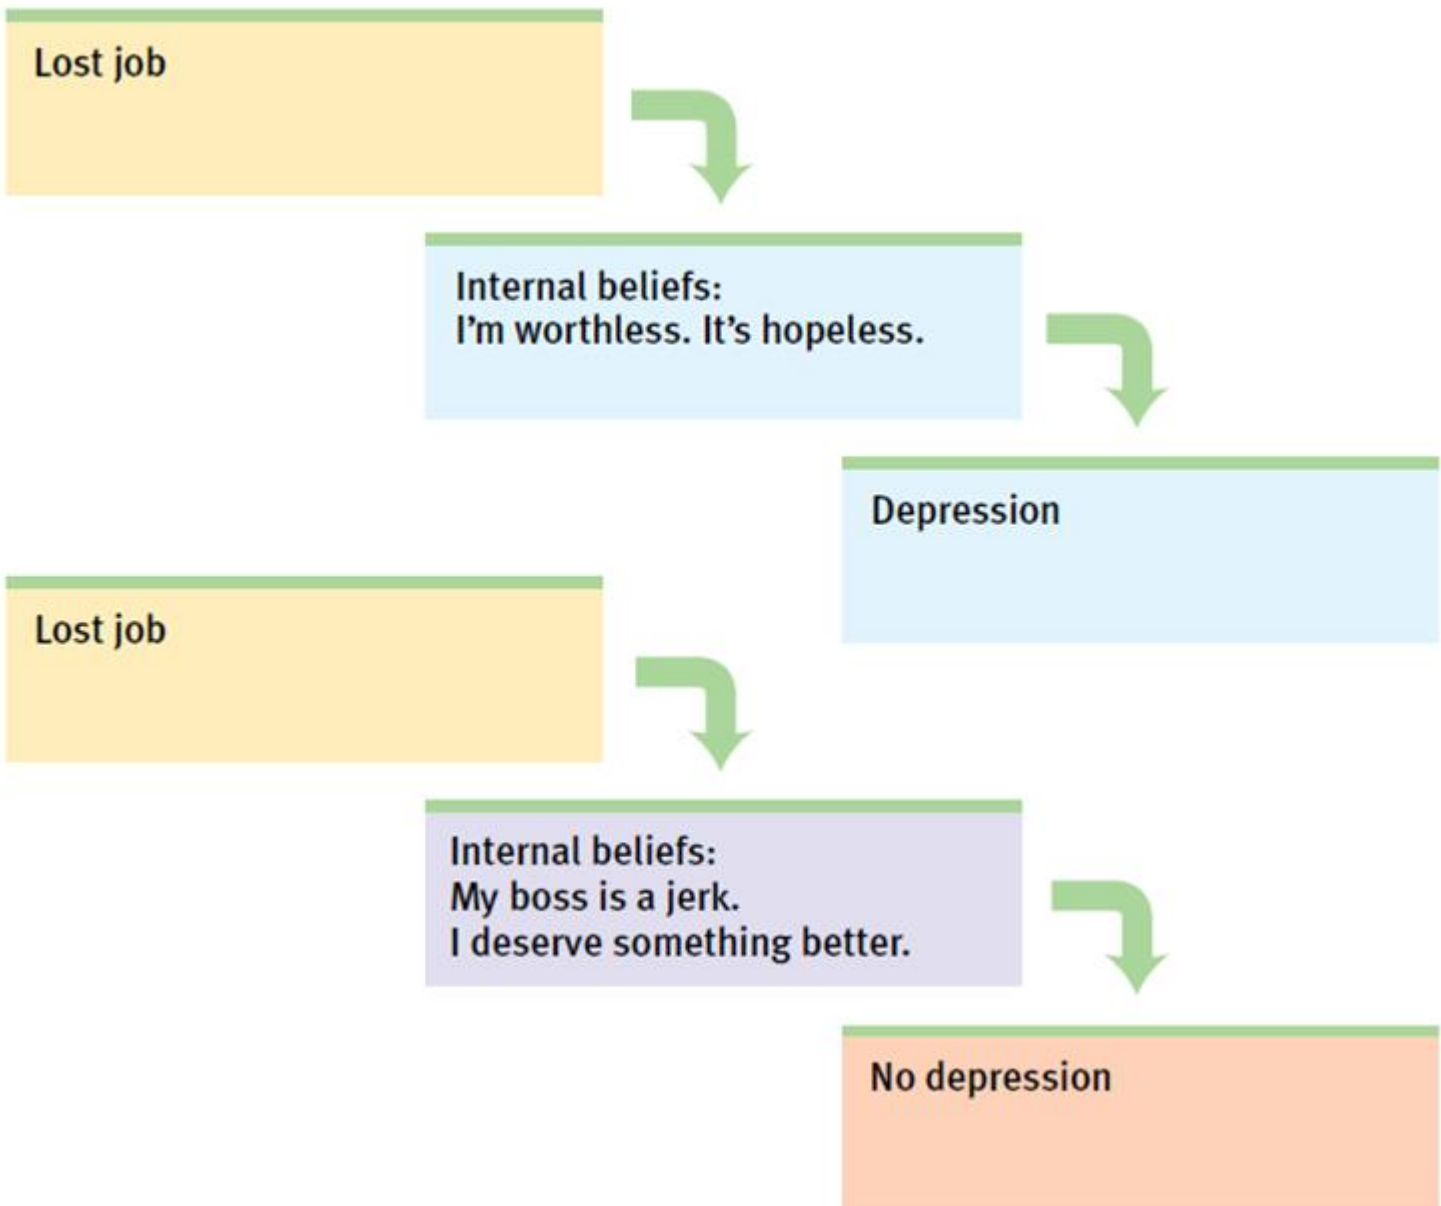 Lost job
Internal beliefs:
I’m worthless. It’s hopeless.
Depression
Lost job
Internal beliefs:
My boss is a jerk.
I deserve something better.
No depression